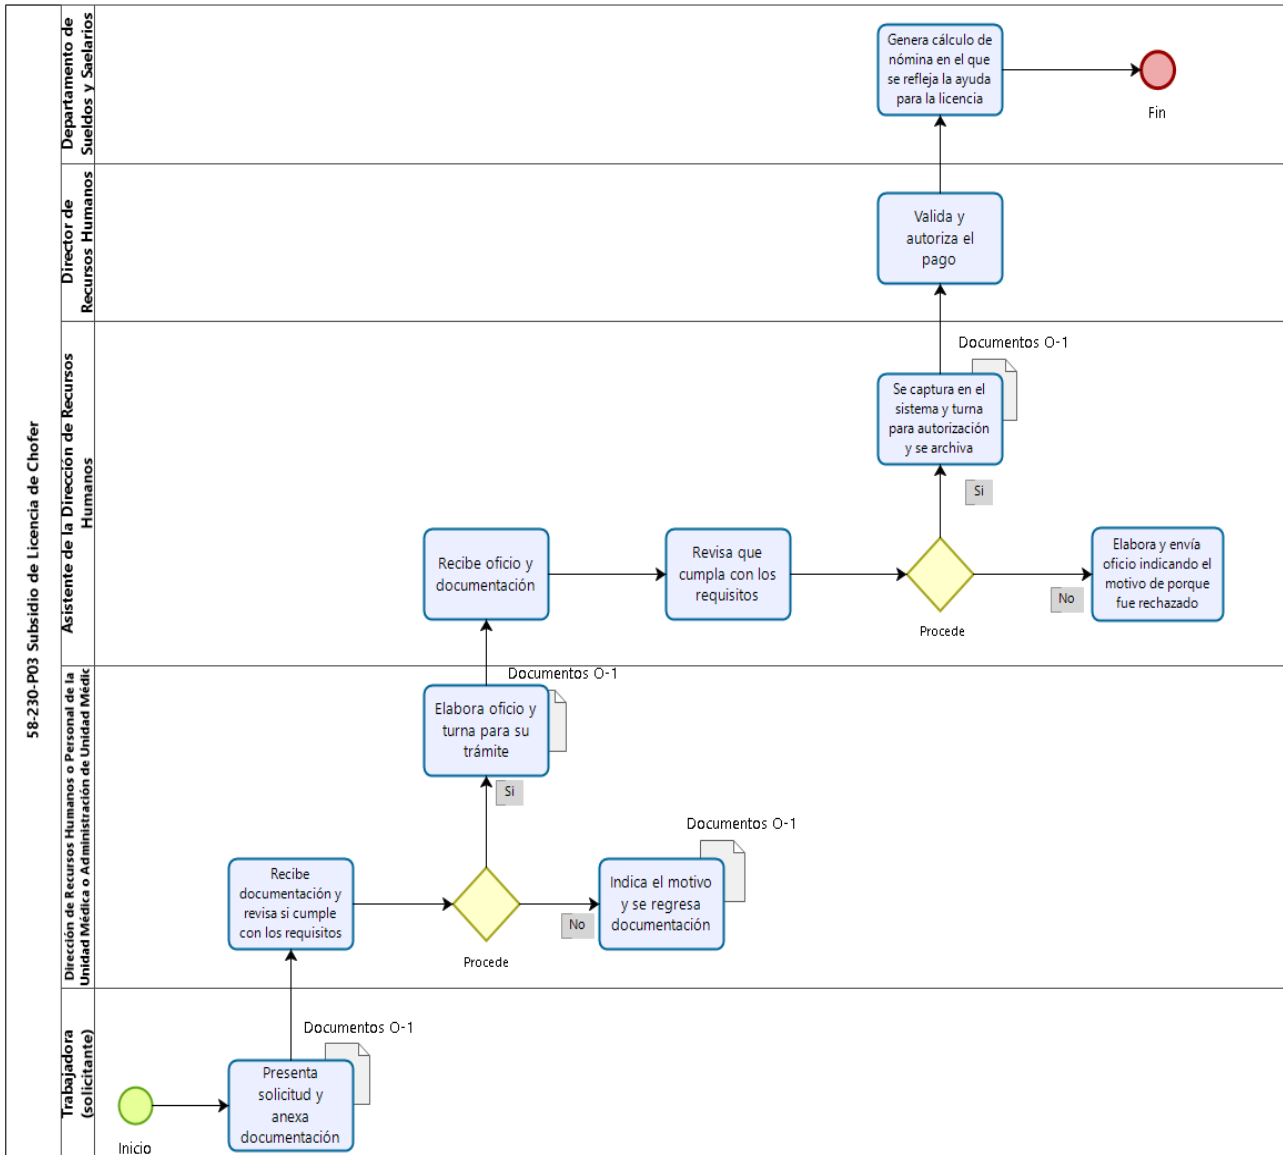 58-230-P03 Subsidio de Licencia de Chofer
Departamento de
Sueldos y Saelarios
Genera cálculo de
nómina en el que
se refleja la ayuda
para la licencia
Fin
Director de
Recursos Humanos
Valida y
autoriza el
pago
Asistente de la Dirección de Recursos
Humanos
Documentos O-1
Se captura en el
sistema y turna
para autorización
y se archiva
Si
Recibe oficio y
documentación
Revisa que
cumpla con los
requisitos
Procede
No
Elabora y envía
oficio indicando el
motivo de porque
fue rechazado
Dirección de Recursos Humanos o Personal de la
Unidad Médica o Administración de Unidad Médic
Documentos O-1
Elabora oficio y
turna para su
trámite
Si
Recibe
documentación y
revisa si cumple
con los requisitos
Procede
No
Documentos O-1
Indica el motivo
y se regresa
documentación
Trabajadora
(solicitante)
Inicio
Documentos O-1
Presenta
solicitud y
anexa
documentación